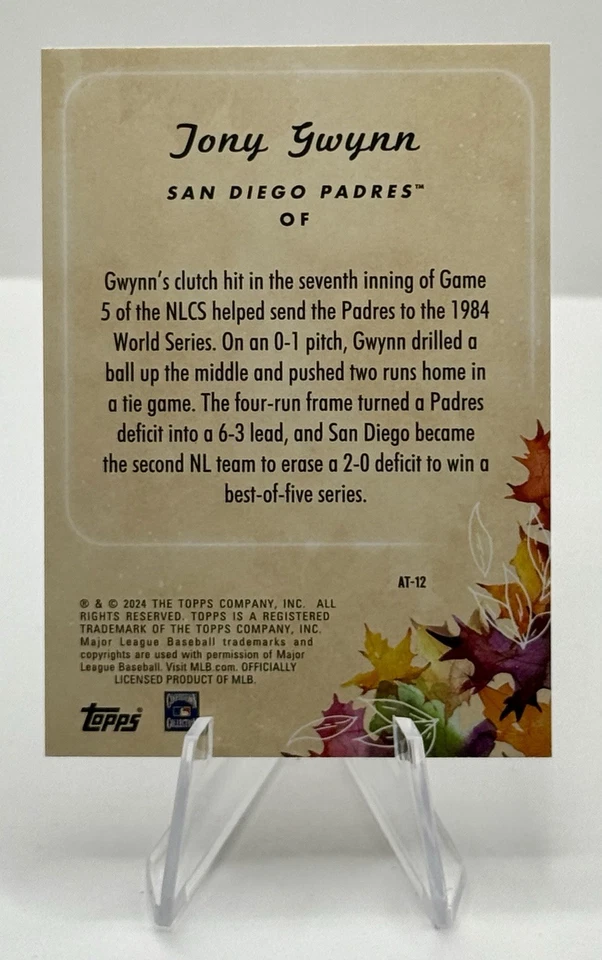 Tony Gwynn
SAN DIEGO PADRES™
OF
Gwynn's clutch hit in the seventh inning of Game
5 of the NLCS helped send the Padres to the 1984
World Series. On an 0-1 pitch, Gwynn drilled a
ball up the middle and pushed two runs home in
a tie game. The four-run frame turned a Padres
deficit into a 6-3 lead, and San Diego became
the second NL team to erase a 2-0 deficit to win a
best-of-five series.
AT-12
® & © 2024 THE TOPPS COMPANY, INC. ALL
RIGHTS RESERVED. TOPPS IS A REGISTERED
TRADEMARK OF THE TOPPS COMPANY, INC.
Major League Baseball trademarks and
copyrights are used with permission of Major
League Baseball. Visit MLB.com. OFFICIALLY
LICENSED PRODUCT OF MLB.
topps®
COOPERSTOWN
COLLECTION